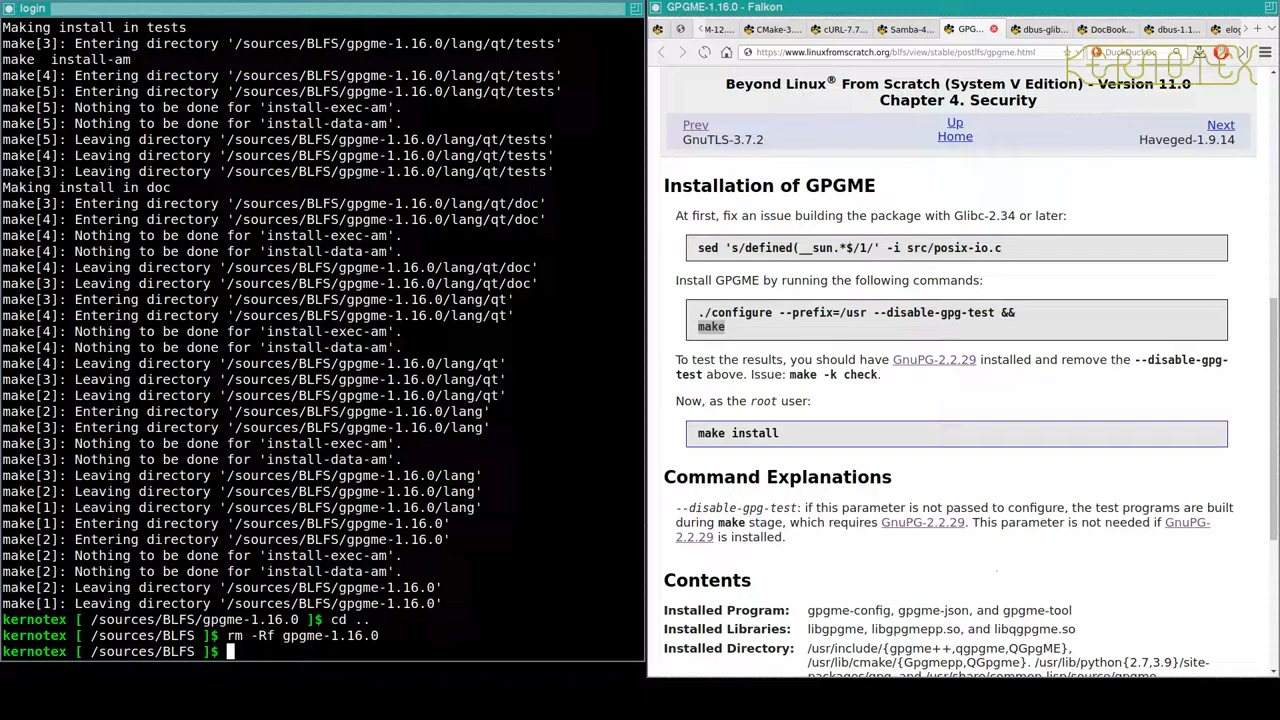 login
Making install in tests
make[3]: Entering directory '/sources/BLFS/gpgme-1.16.0/lang/qt/tests'
make  install-am
make[4]: Entering directory '/sources/BLFS/gpgme-1.16.0/lang/qt/tests'
make[5]: Entering directory '/sources/BLFS/gpgme-1.16.0/lang/qt/tests'
make[5]: Nothing to be done for 'install-exec-am'.
make[5]: Nothing to be done for 'install-data-am'.
make[5]: Leaving directory '/sources/BLFS/gpgme-1.16.0/lang/qt/tests'
make[4]: Leaving directory '/sources/BLFS/gpgme-1.16.0/lang/qt/tests'
make[3]: Leaving directory '/sources/BLFS/gpgme-1.16.0/lang/qt/tests'
Making install in doc
make[3]: Entering directory '/sources/BLFS/gpgme-1.16.0/lang/qt/doc'
make[4]: Entering directory '/sources/BLFS/gpgme-1.16.0/lang/qt/doc'
make[4]: Nothing to be done for 'install-exec-am'.
make[4]: Nothing to be done for 'install-data-am'.
make[4]: Leaving directory '/sources/BLFS/gpgme-1.16.0/lang/qt/doc'
make[3]: Leaving directory '/sources/BLFS/gpgme-1.16.0/lang/qt/doc'
make[3]: Entering directory '/sources/BLFS/gpgme-1.16.0/lang/qt'
make[4]: Entering directory '/sources/BLFS/gpgme-1.16.0/lang/qt'
make[4]: Nothing to be done for 'install-exec-am'.
make[4]: Nothing to be done for 'install-data-am'.
make[4]: Leaving directory '/sources/BLFS/gpgme-1.16.0/lang/qt'
make[3]: Leaving directory '/sources/BLFS/gpgme-1.16.0/lang/qt'
make[2]: Leaving directory '/sources/BLFS/gpgme-1.16.0/lang/qt'
make[2]: Entering directory '/sources/BLFS/gpgme-1.16.0/lang'
make[3]: Entering directory '/sources/BLFS/gpgme-1.16.0/lang'
make[3]: Nothing to be done for 'install-exec-am'.
make[3]: Nothing to be done for 'install-data-am'.
make[3]: Leaving directory '/sources/BLFS/gpgme-1.16.0/lang'
make[2]: Leaving directory '/sources/BLFS/gpgme-1.16.0/lang'
make[1]: Leaving directory '/sources/BLFS/gpgme-1.16.0/lang'
make[1]: Entering directory '/sources/BLFS/gpgme-1.16.0'
make[2]: Entering directory '/sources/BLFS/gpgme-1.16.0'
make[2]: Nothing to be done for 'install-exec-am'.
make[2]: Nothing to be done for 'install-data-am'.
make[2]: Leaving directory '/sources/BLFS/gpgme-1.16.0'
make[1]: Leaving directory '/sources/BLFS/gpgme-1.16.0'
kernotex [ /sources/BLFS/gpgme-1.16.0 ]$ cd ..
kernotex [ /sources/BLFS ]$ rm -Rf gpgme-1.16.0
kernotex [ /sources/BLFS ]$
GPGME-1.16.0 - Falkon
M-12.... CMake-3.... cURL-7.7... Samba-4... GPG... dbus-glib... DocBook... dbus-1.1... elog
https://www.linuxfromscratch.org/blfs/view/stable/postlfs/gpgme.html DuckDuckGo
KERNOTEX
Beyond Linux® From Scratch (System V Edition) - Version 11.0
Chapter 4. Security
Prev Up Next
GnuTLS-3.7.2 Home Haveged-1.9.14
Installation of GPGME
At first, fix an issue building the package with Glibc-2.34 or later:
sed 's/defined(__sun.*$/1/' -i src/posix-io.c
Install GPGME by running the following commands:
./configure --prefix=/usr --disable-gpg-test &&
make
To test the results, you should have GnuPG-2.2.29 installed and remove the --disable-gpg-
test above. Issue: make -k check.
Now, as the root user:
make install
Command Explanations
--disable-gpg-test: if this parameter is not passed to configure, the test programs are built
during make stage, which requires GnuPG-2.2.29. This parameter is not needed if GnuPG-
2.2.29 is installed.
Contents
Installed Program: gpgme-config, gpgme-json, and gpgme-tool
Installed Libraries: libgpgme, libgpgmepp.so, and libqgpgme.so
Installed Directory: /usr/include/{gpgme++,qgpgme,QGpgME},
/usr/lib/cmake/{Gpgmepp,QGpgme}. /usr/lib/python{2.7,3.9}/site-
packages/gpg, and /usr/share/common-lisp/source/gpgme